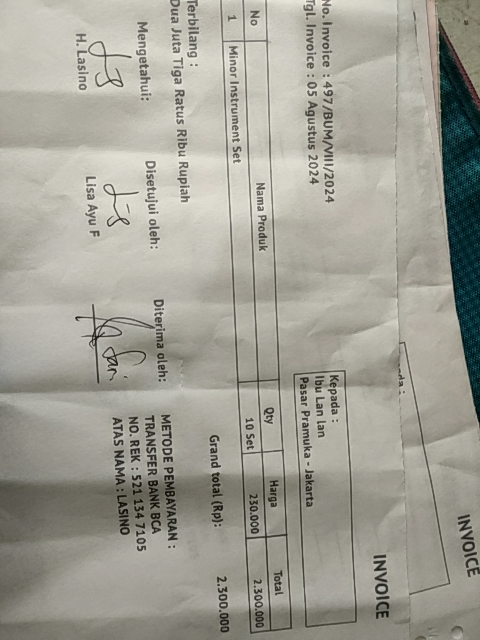 INVOICE
INVOICE
No. Invoice : 497/BUM/VIII/2024
Tgl. Invoice : 05 Agustus 2024
Kepada :
Ibu Lan lan
Pasar Pramuka - Jakarta
No Nama Produk Qty Harga Total
1 Minor Instrument Set 10 Set 230.000 2.300.000
Grand total (Rp): 2.300.000
Terbilang :
Dua Juta Tiga Ratus Ribu Rupiah
Mengetahui: Disetujui oleh: Diterima oleh:
H. Lasino Lisa Ayu F
METODE PEMBAYARAN :
TRANSFER BANK BCA
NO. REK : 521 134 7105
ATAS NAMA : LASINO